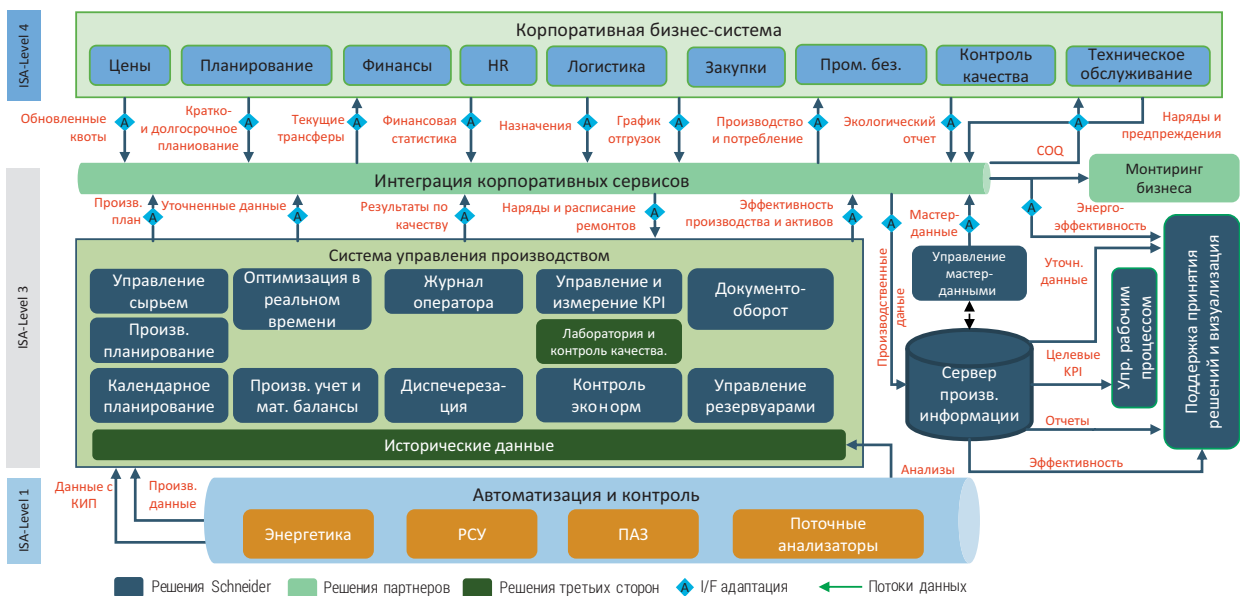 ISA-Level 4
Корпоративная бизнес-система
Цены
Планирование
Финансы
HR
Логистика
Закупки
Пром. без.
Контроль
качества
Техническое
обслуживание
Обновленные
квоты
Кратко-
и долгосрочное
планиование
Текущие
трансферы
Финансовая
статистика
Назначения
График
отгрузок
Производство
и потребление
Экологический
отчет
COQ
Наряды и
предпреждения
A
A
A
A
A
A
A
A
A
ISA-Level 3
Интеграция корпоративных сервисов
Монтиринг
бизнеса
Произв.
план
Уточненные данные
Результаты по
качеству
Наряды и расписание
ремонтов
Эффективность
производства и активов
Мастер-
данные
Энерго-
эффективность
A
A
A
A
A
A
A
A
Система управления производством
Управление
сырьем
Оптимизация в
реальном
времени
Журнал
оператора
Управление и
измерение KPI
Документо-
оборот
Произв.
планирование
Лаборатория и
контроль качества.
Календарное
планирование
Произв. учет и
мат. балансы
Диспечереза-
ация
Контроль
эконорм
Управление
резервуарами
Исторические данные
Производственные
даные
Управление
мастер-
данными
Сервер
произв.
информации
Уточн.
данные
Целевые
KPI
Упр. рабочим
процессом
Поддержка принятия
решений и визуализация
Отчеты
Эффективность
Анализы
ISA-Level 1
Данные с
КИП
Произв.
данные
Автоматизация и контроль
Энергетика
РСУ
ПАЗ
Поточные
анализаторы
Решения Schneider
Решения партнеров
Решения третьих сторон
A
I/F адаптация
Потоки данных